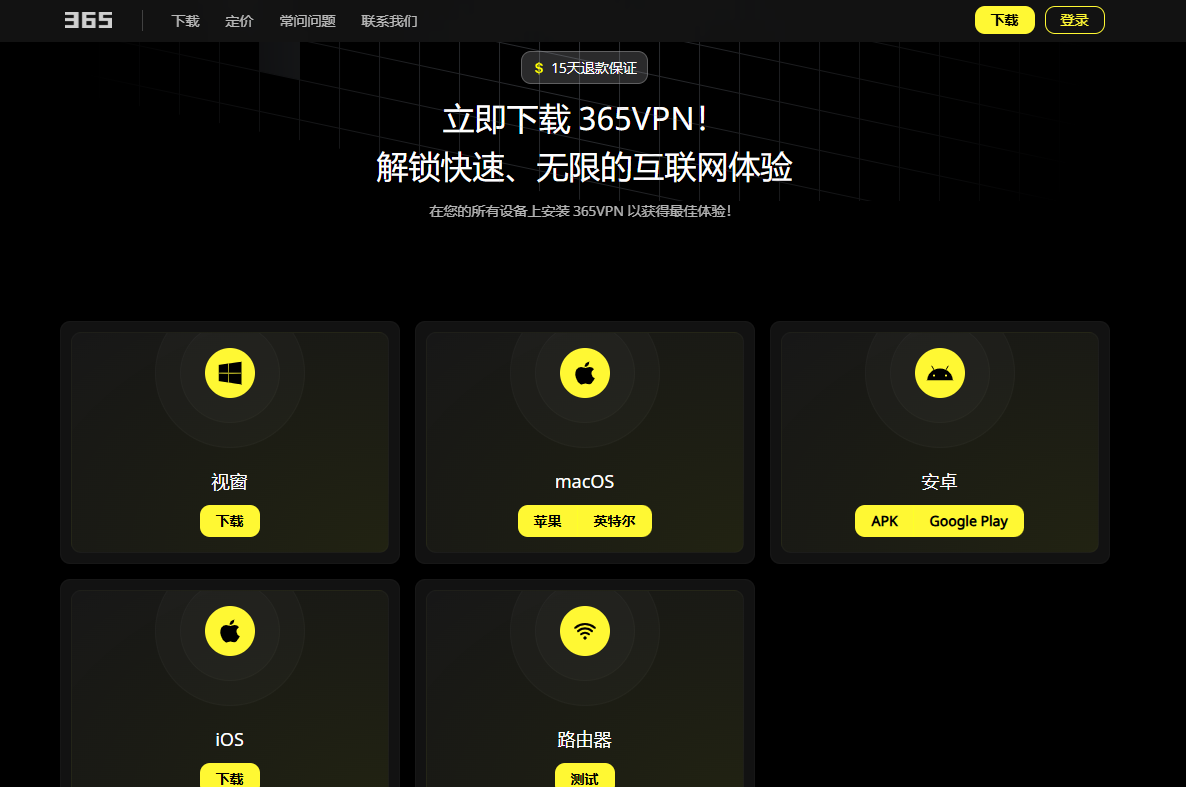 365
下载
定价
常问问题
联系我们
下载
登录
$ 15天退款保证
立即下载 365VPN！
解锁快速、无限的互联网体验
在您的所有设备上安装 365VPN 以获得最佳体验！
视窗
下载
macOS
苹果
英特尔
安卓
APK
Google Play
iOS
下载
路由器
测试